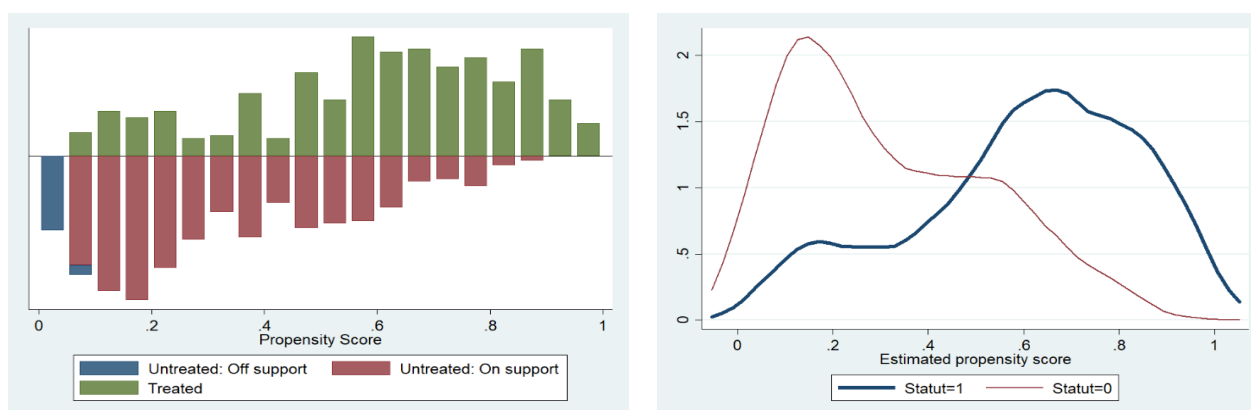 0 .2 .4 .6 .8 1
Propensity Score
Untreated: Off support Untreated: On support
Treated
2
1.5
1
.5
0
0 .2 .4 .6 .8 1
Estimated propensity score
Statut=1 Statut=0